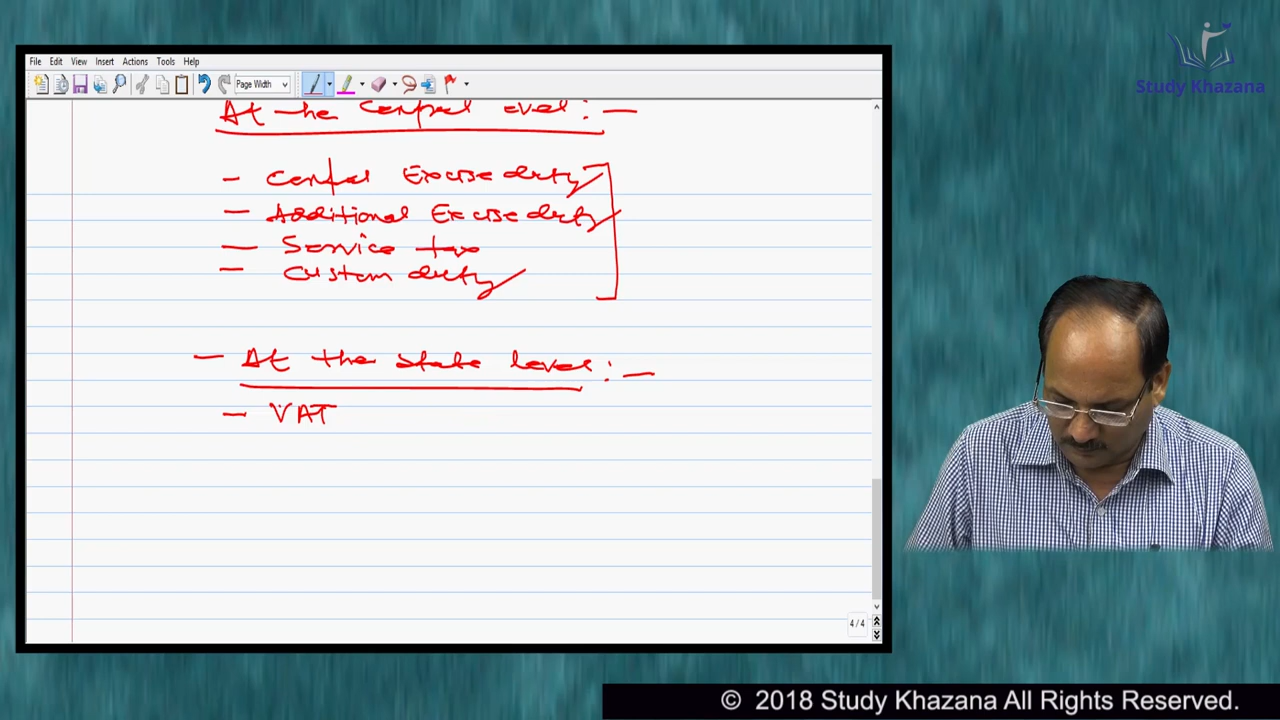 Study Khazana
File Edit View Insert Actions Tools Help
Page Width
At the Central level :-
- Central Excise duty
- Additional Excise duty
- Service tax
- Custom duty
- At the state level :-
- VAT
4/4
© 2018 Study Khazana All Rights Reserved.